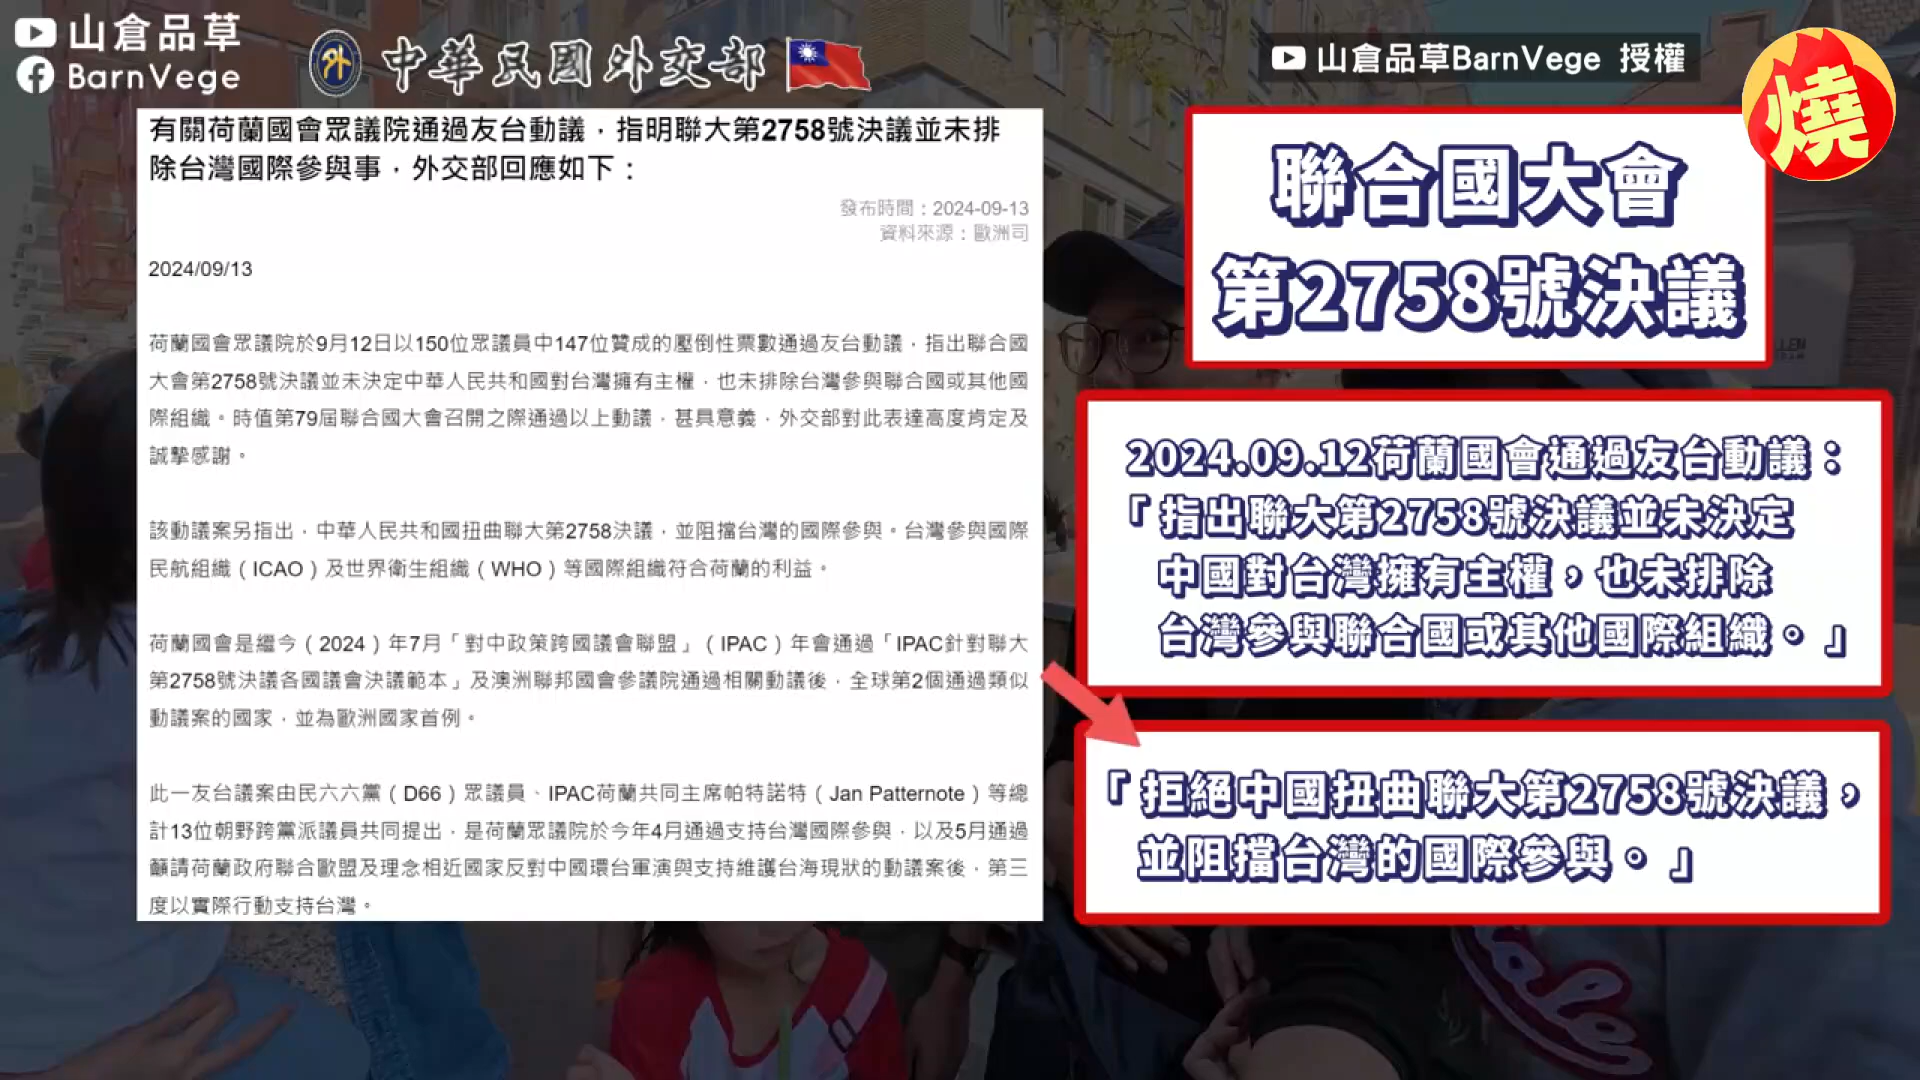 山倉品草
BarnVege
外
中華民國外交部
山倉品草BarnVege 授權
燒
有關荷蘭國會眾議院通過友台動議，指明聯大第2758號決議並未排
除台灣國際參與事，外交部回應如下：
發布時間：2024-09-13
資料來源：歐洲司
2024/09/13
荷蘭國會眾議院於9月12日以150位眾議員中147位贊成的壓倒性票數通過友台動議，指出聯合國
大會第2758號決議並未決定中華人民共和國對台灣擁有主權，也未排除台灣參與聯合國或其他國
際組織。時值第79屆聯合國大會召開之際通過以上動議，甚具意義，外交部對此表達高度肯定及
誠摯感謝。
該動議案另指出，中華人民共和國扭曲聯大第2758決議，並阻擋台灣的國際參與。台灣參與國際
民航組織（ICAO）及世界衛生組織（WHO）等國際組織符合荷蘭的利益。
荷蘭國會是繼今（2024）年7月「對中政策跨國議會聯盟」（IPAC）年會通過「IPAC針對聯大
第2758號決議各國議會決議範本」及澳洲聯邦國會參議院通過相關動議後，全球第2個通過類似
動議案的國家，並為歐洲國家首例。
此一友台議案由民六六黨（D66）眾議員、IPAC荷蘭共同主席帕特諾特（Jan Patternote）等總
計13位朝野跨黨派議員共同提出，是荷蘭眾議院於今年4月通過支持台灣國際參與，以及5月通過
籲請荷蘭政府聯合歐盟及理念相近國家反對中國環台軍演與支持維護台海現狀的動議案後，第三
度以實際行動支持台灣。
聯合國大會
第2758號決議
2024.09.12荷蘭國會通過友台動議：
「指出聯大第2758號決議並未決定
中國對台灣擁有主權，也未排除
台灣參與聯合國或其他國際組織。」
「拒絕中國扭曲聯大第2758號決議，
並阻擋台灣的國際參與。」